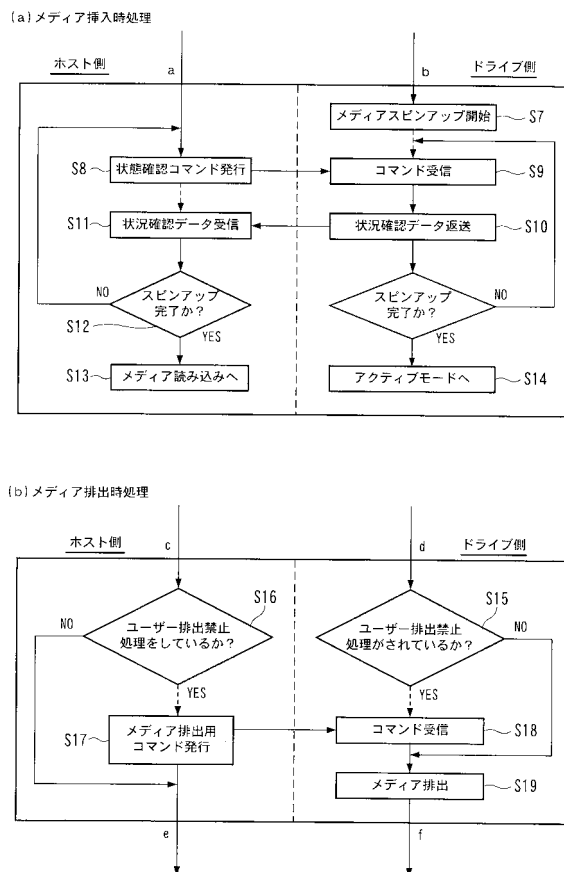 (a)メディア挿入時処理
ホスト側
a
b
ドライブ側
メディアスピンアップ開始
S7
S8
状態確認コマンド発行
コマンド受信
S9
S11
状況確認データ受信
状況確認データ返送
S10
NO
スピンアップ
完了か?
S12
YES
スピンアップ
完了か?
NO
YES
S13
メディア読み込みへ
アクティブモードへ
S14
(b)メディア排出時処理
ホスト側
c
d
ドライブ側
S16
NO
ユーザー排出禁止
処理をしているか?
YES
S15
ユーザー排出禁止
処理がされているか?
NO
YES
S17
メディア排出用
コマンド発行
コマンド受信
S18
メディア排出
S19
e
f